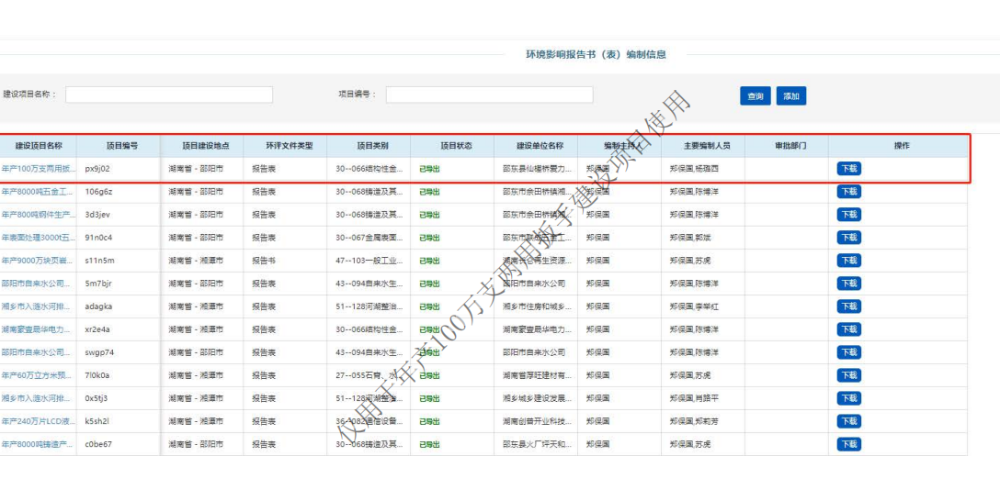 环境影响报告书（表）编制信息
建设项目名称： 项目编号： 查询 添加
建设项目名称 项目编号 项目建设地点 环评文件类型 项目类别 项目状态 建设单位名称 编制主持人 主要编制人员 审批部门 操作
年产100万支两用扳... px9j02 湖南省 - 邵阳市 报告表 30--066结构性金... 已导出 邵东县仙槎桥爱力... 郑保国 郑保国,杨璐西 下载
年产8000吨五金工... 106g6z 湖南省 - 邵阳市 报告表 30--068铸造及其... 已导出 邵东市佘田桥镇湘... 郑保国 郑保国,陈博洋 下载
年产800吨钢件生产... 3d3jev 湖南省 - 邵阳市 报告表 30--068铸造及其... 已导出 邵东市佘田桥镇湘... 郑保国 郑保国,陈博洋 下载
年表面处理3000t五... 91n0c4 湖南省 - 邵阳市 报告表 30--067金属表面... 已导出 邵东市联战五金工... 郑保国 郑保国,郭斌 下载
年产9000万块页岩... s11n5m 湖南省 - 湘潭市 报告书 47--103一般工业... 已导出 湖南长仑再生资源... 郑保国 郑保国,苏虎 下载
邵阳市自来水公司... 5m7bjr 湖南省 - 邵阳市 报告表 43--094自来水生... 已导出 邵阳市自来水公司 郑保国 郑保国,陈博洋 下载
湘乡市入涟水河排... adagka 湖南省 - 湘潭市 报告表 51--128河湖整治... 已导出 湘乡市住房和城乡... 郑保国 郑保国,李举红 下载
湖南蒙查局华电力... xr2e4a 湖南省 - 邵阳市 报告表 30--066结构性金... 已导出 湖南蒙查局华电力... 郑保国 郑保国,陈博洋 下载
邵阳市自来水公司... swgp74 湖南省 - 邵阳市 报告表 43--094自来水生... 已导出 邵阳市自来水公司 郑保国 郑保国,陈博洋 下载
年产60万立方米预... 7l0k0a 湖南省 - 湘潭市 报告表 27--055石膏、水... 已导出 湖南省厚旺建材有... 郑保国 郑保国,苏虎 下载
湘乡市入涟水河排... 0x5tj3 湖南省 - 湘潭市 报告表 51--128河湖整治... 已导出 湘乡城乡建设发展... 郑保国 郑保国,肖路平 下载
年产240万片LCD液... k5sh2l 湖南省 - 湘潭市 报告表 36--082通信设备... 已导出 湖南创普开业科技... 郑保国 郑保国,郑莉芳 下载
年产8000吨铸造产... c0be67 湖南省 - 邵阳市 报告表 30--068铸造及其... 已导出 邵东县火厂坪天和... 郑保国 郑保国,苏虎 下载
仅用于年产100万支两用扳手建设项目使用